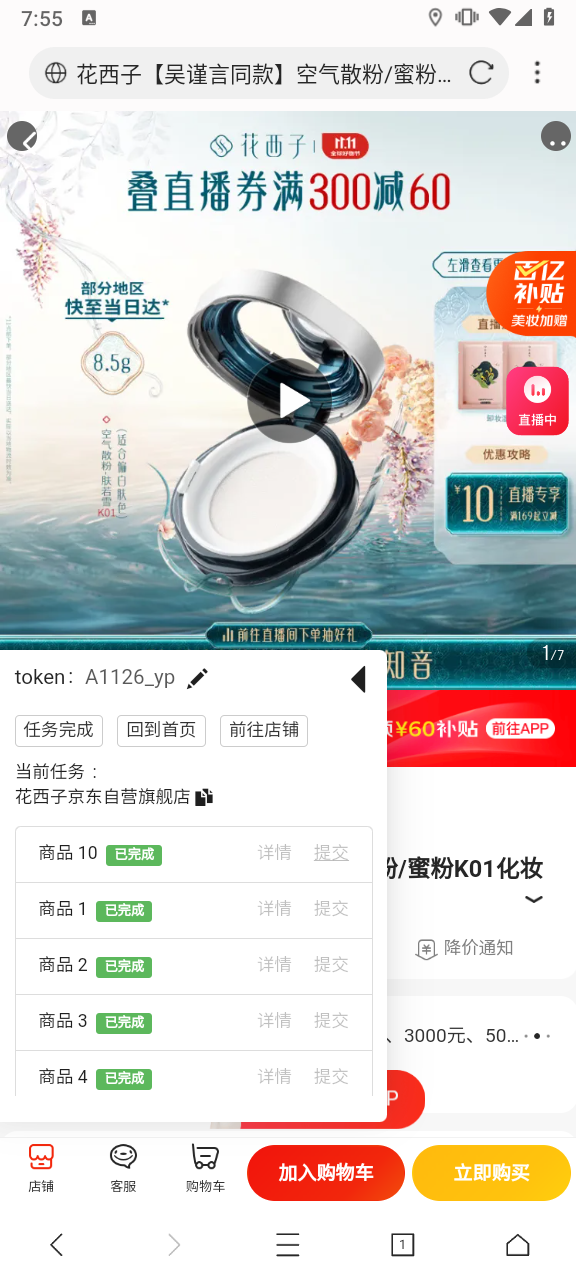 7:55
A
花西子【吴谨言同款】空气散粉/蜜粉...
花西子
11.11
叠直播券满300减60
左滑查看更
部分地区
快至当日达*
百亿
补贴
美妆加赠
8.5g
直播
直播中
(适合偏白肤色)
空气散粉-肤若雪
K01
优惠攻略
¥10
直播专享
满169起立减
前往直播间下单抽好礼
知音
1/7
token：A1126_yp
¥60补贴
前往APP
任务完成
回到首页
前往店铺
当前任务：
花西子京东自营旗舰店
商品 10
已完成
详情
提交
粉/蜜粉K01化妆
商品 1
已完成
详情
提交
降价通知
商品 2
已完成
详情
提交
商品 3
已完成
详情
提交
、3000元、50...
商品 4
已完成
详情
提交
P
店铺
客服
购物车
加入购物车
立即购买
1